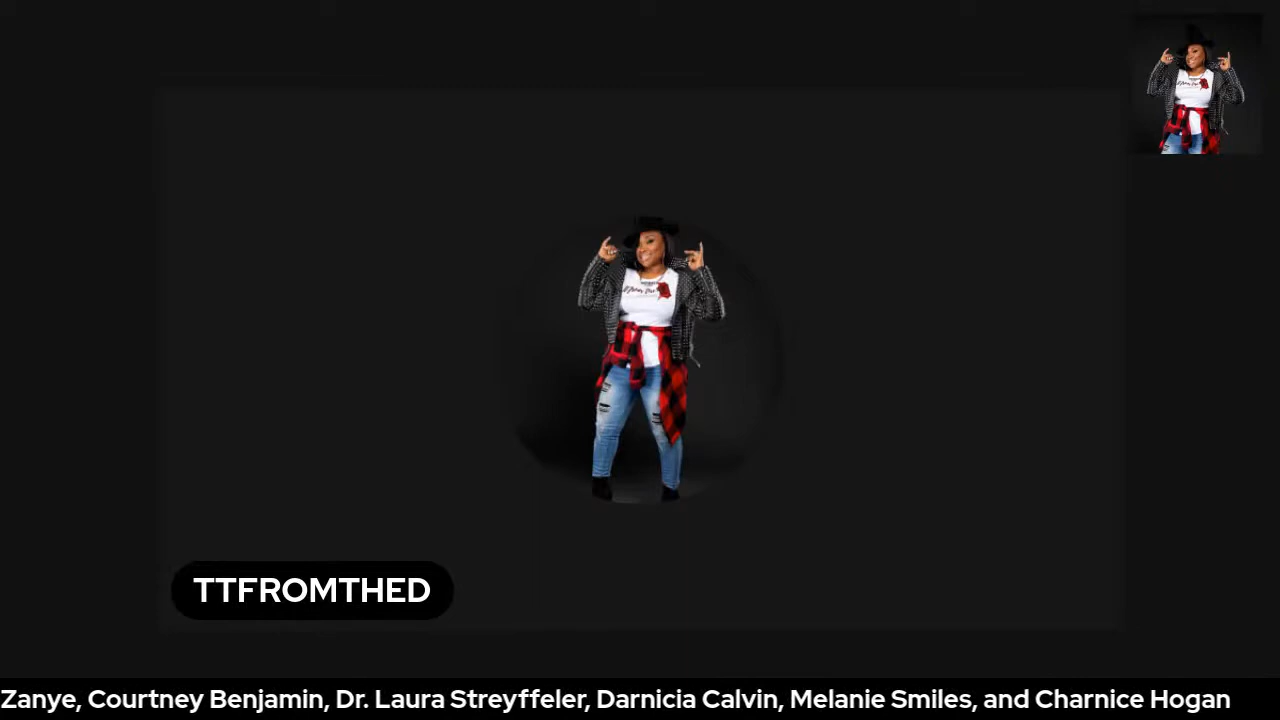 TTFROMTHED
Zanye, Courtney Benjamin, Dr. Laura Streyffeler, Darnicia Calvin, Melanie Smiles, and Charnice Hogan